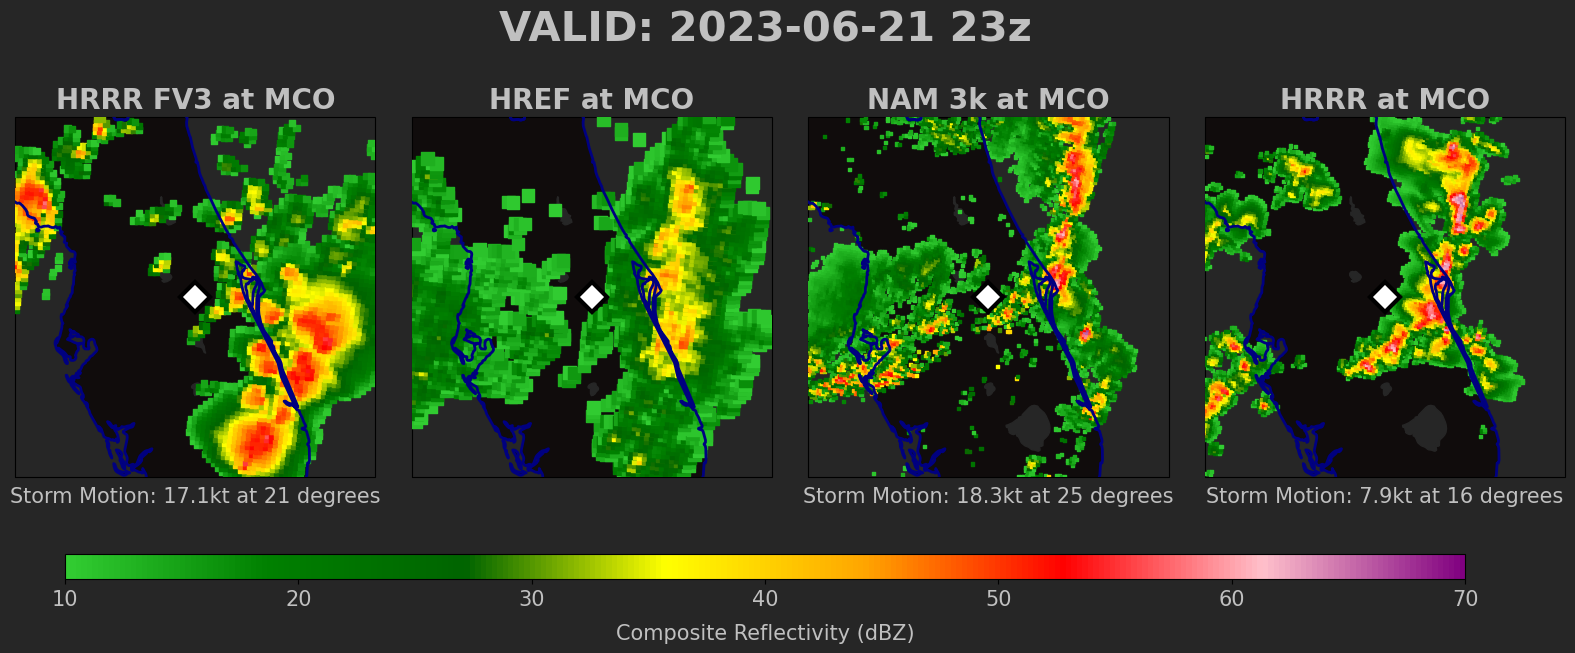 VALID: 2023-06-21 23z
HRRR FV3 at MCO
HREF at MCO
NAM 3k at MCO
HRRR at MCO
Storm Motion: 17.1kt at 21 degrees
Storm Motion: 18.3kt at 25 degrees
Storm Motion: 7.9kt at 16 degrees
10 20 30 40 50 60 70
Composite Reflectivity (dBZ)